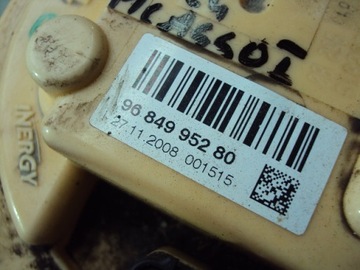 PICASSO I
96 849 952 80
27.11.2008 001515
NERGY